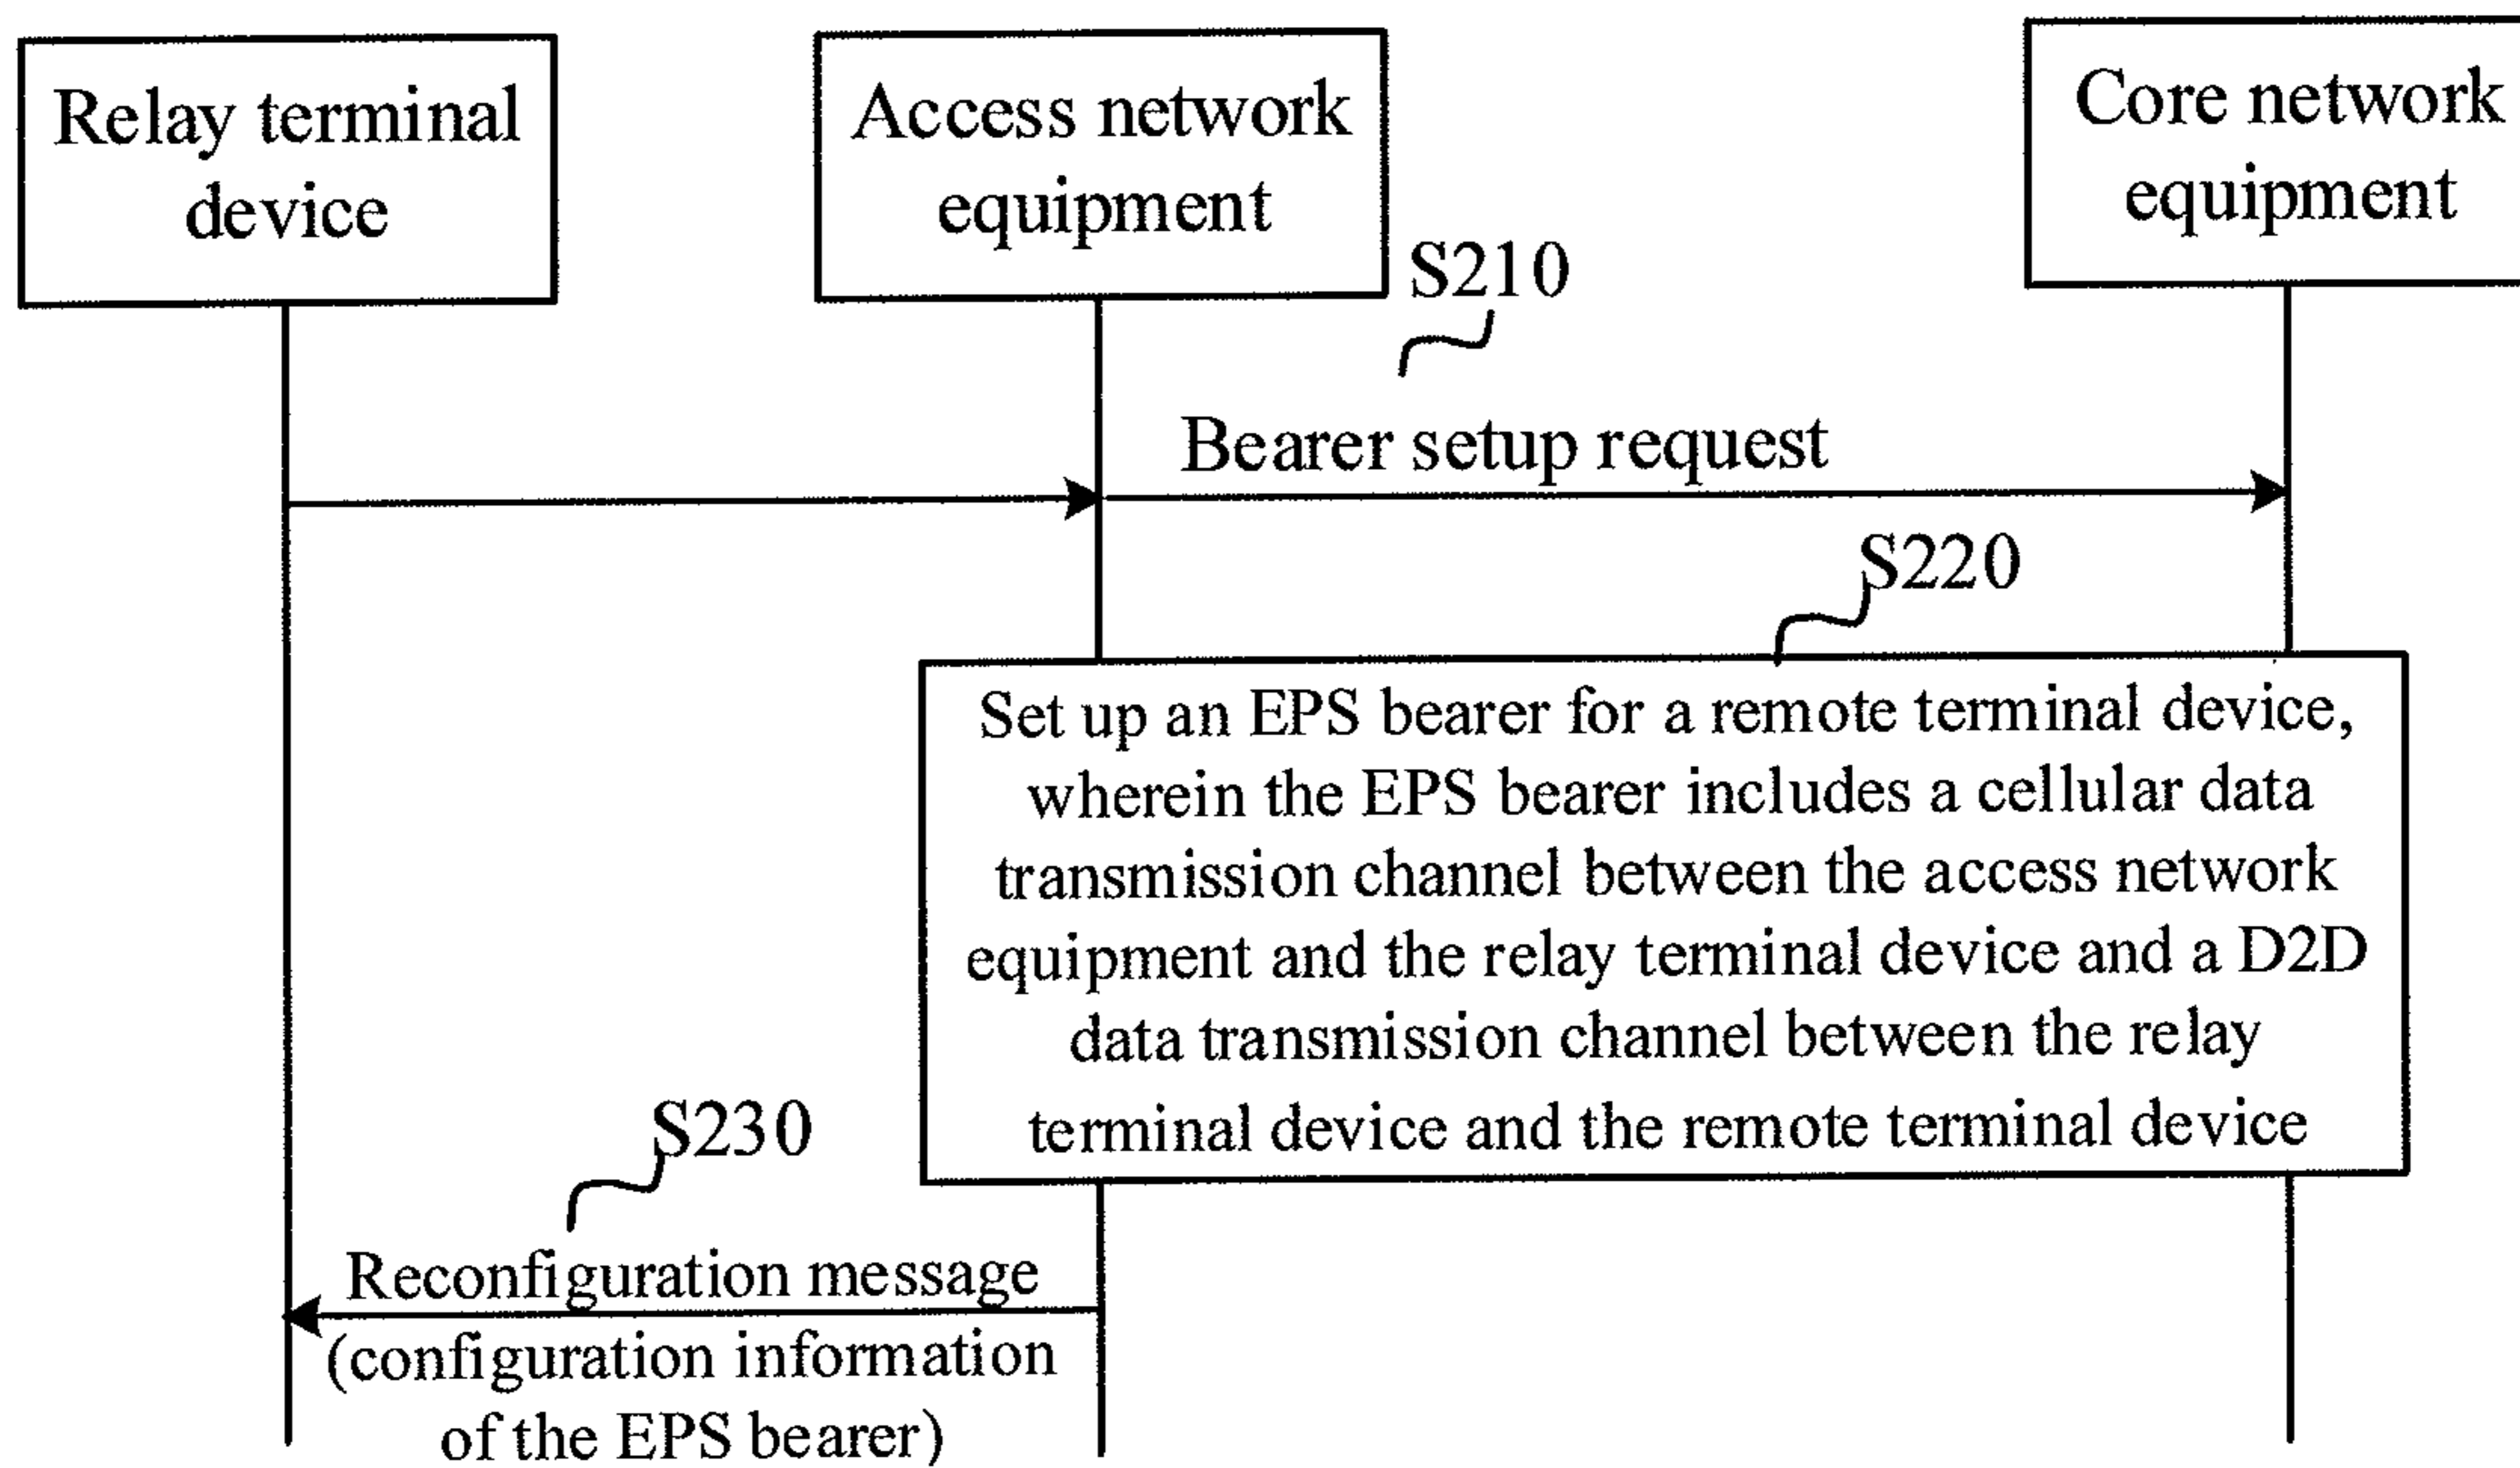 Relay terminal
device
Access network
equipment
Core network
equipment
S210
Bearer setup request
S220
Set up an EPS bearer for a remote terminal device,
wherein the EPS bearer includes a cellular data
transmission channel between the access network
equipment and the relay terminal device and a D2D
data transmission channel between the relay
terminal device and the remote terminal device
S230
Reconfiguration message
(configuration information
of the EPS bearer)